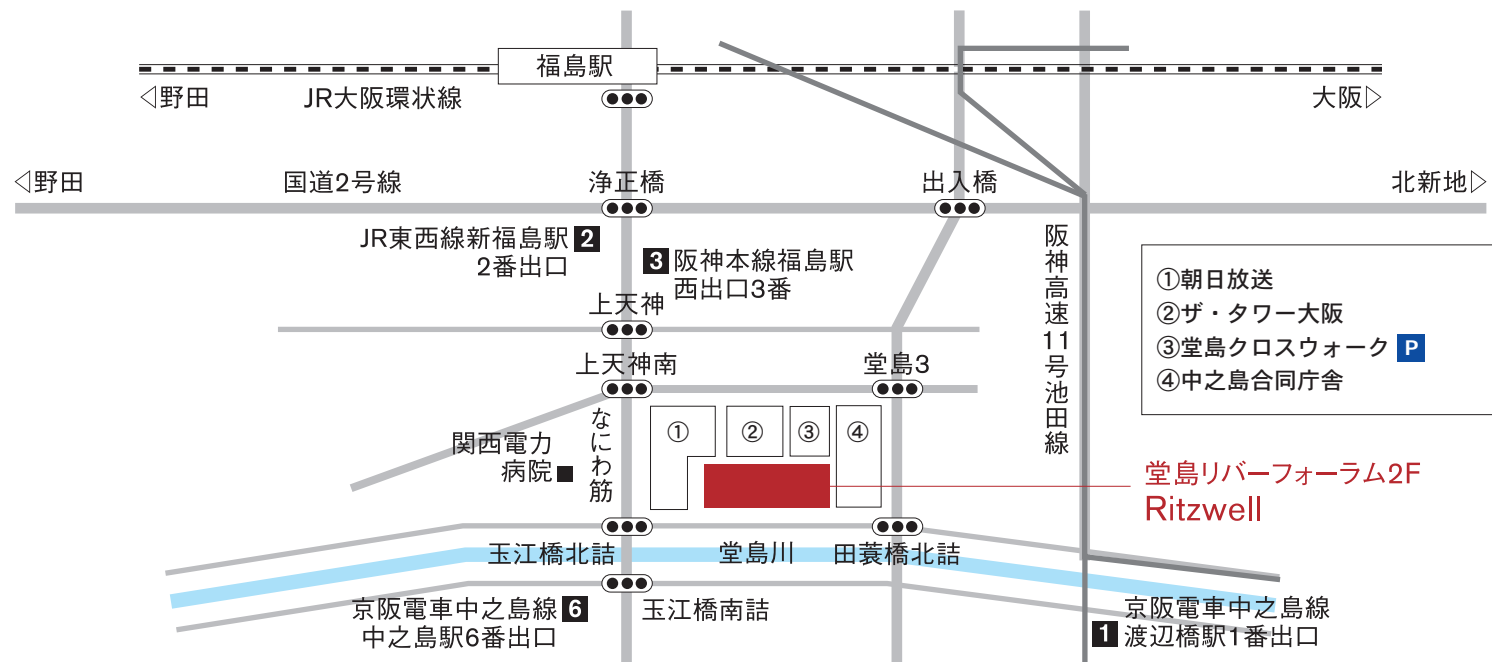 福島駅
◁野田
JR大阪環状線
大阪▷
◁野田
国道2号線
浄正橋
出入橋
北新地▷
JR東西線新福島駅 2
2番出口
3 阪神本線福島駅
西出口3番
阪神高速11号池田線
①朝日放送
②ザ・タワー大阪
③堂島クロスウォーク P
④中之島合同庁舎
上天神
上天神南
堂島3
なにわ筋
①
②
③
④
関西電力
病院
堂島リバーフォーラム2F
Ritzwell
玉江橋北詰
堂島川
田蓑橋北詰
京阪電車中之島線 6
中之島駅6番出口
玉江橋南詰
京阪電車中之島線
1 渡辺橋駅1番出口